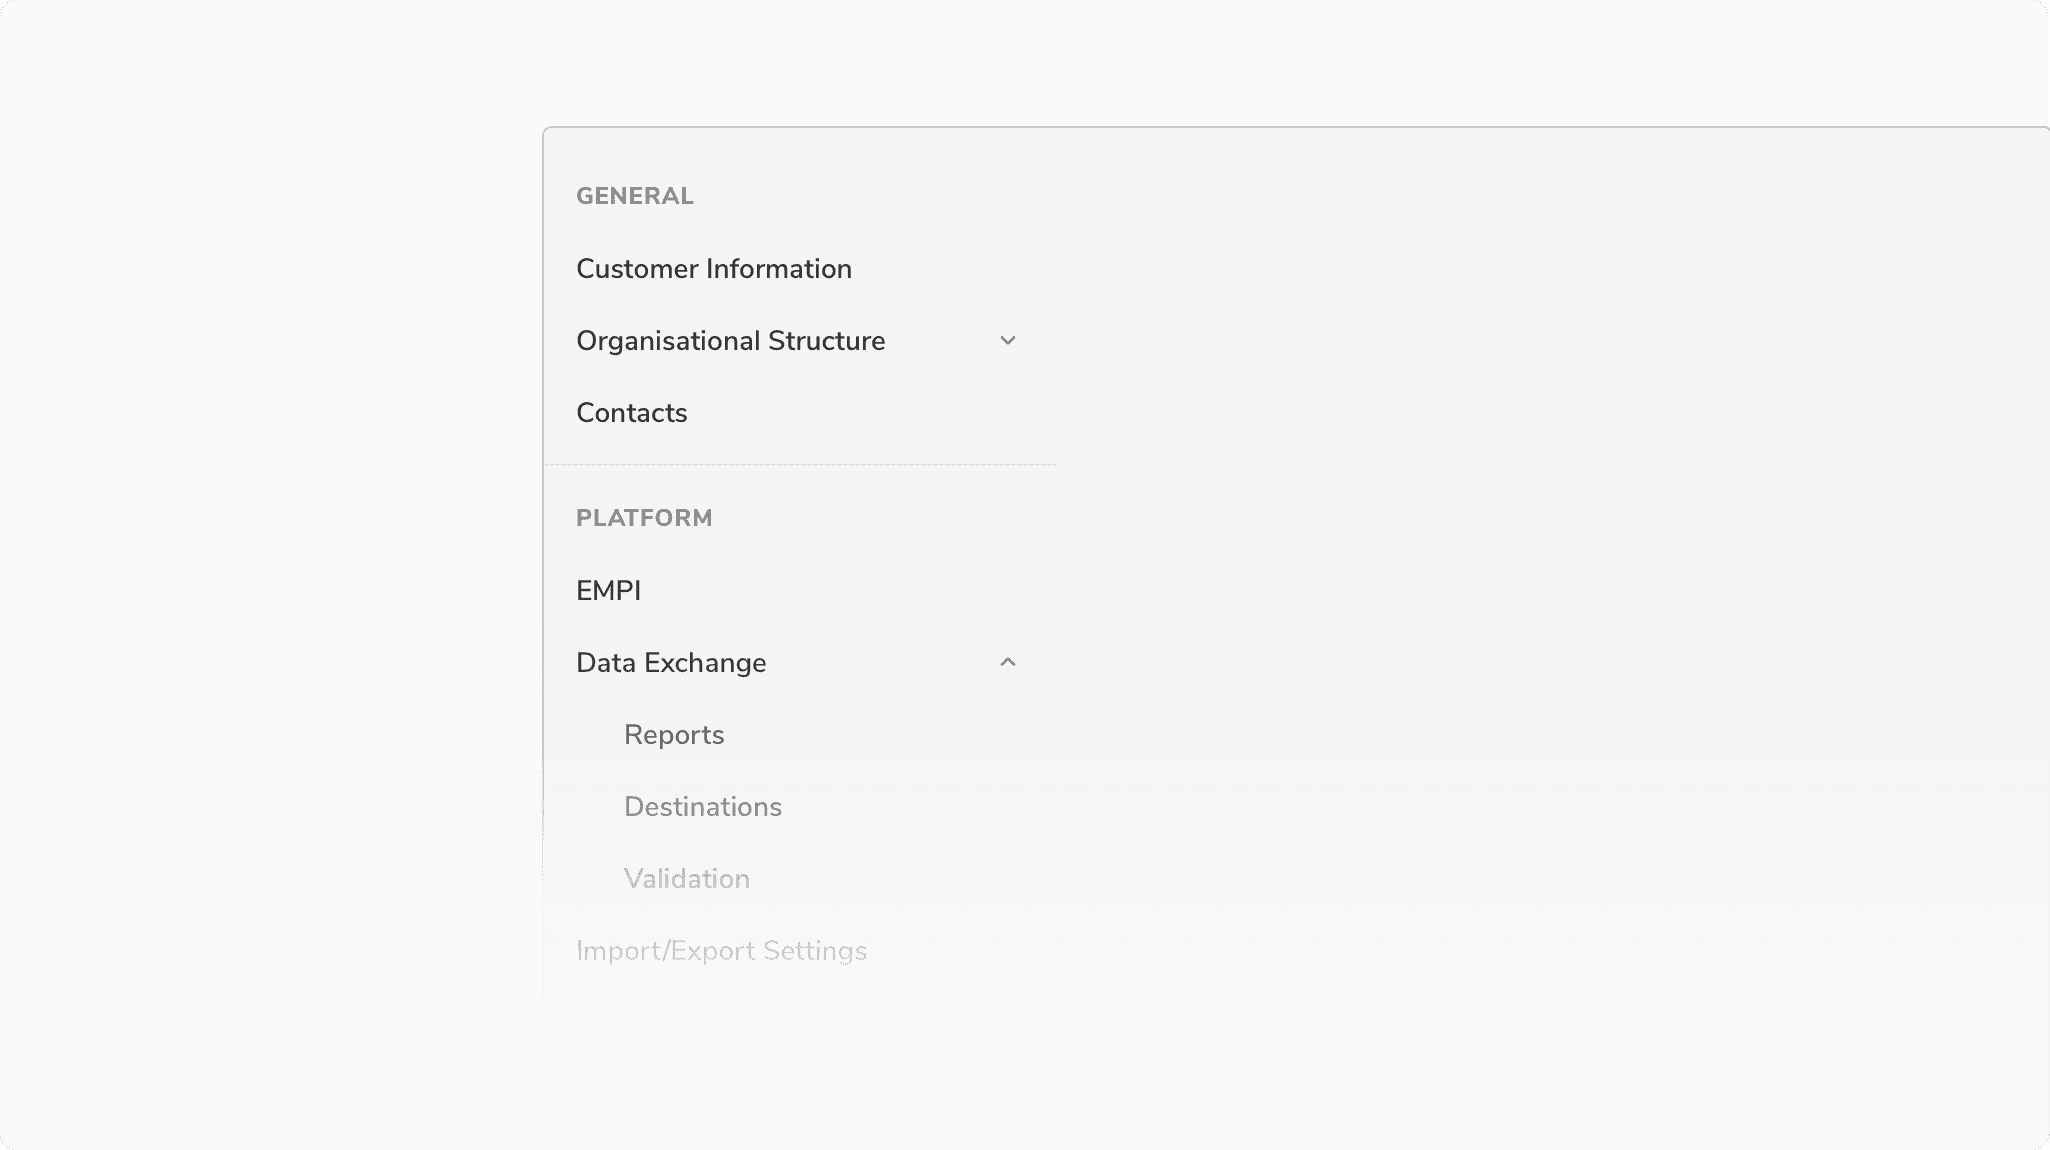 GENERAL
Customer Information
Organisational Structure
Contacts
PLATFORM
EMPI
Data Exchange
Reports
Destinations
Validation
Import/Export Settings